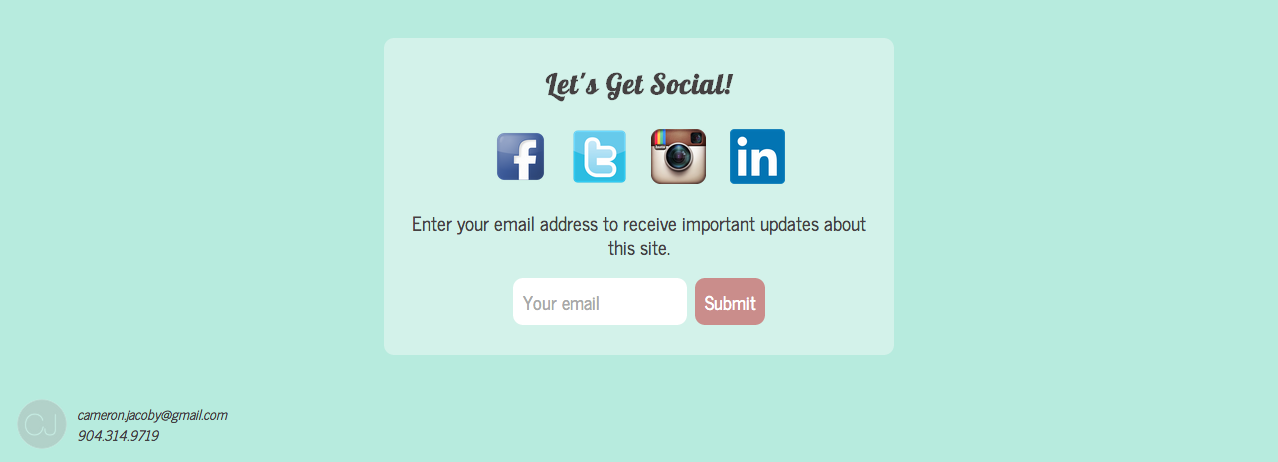 Let's Get Social!
f
t
in
Enter your email address to receive important updates about
this site.
Your email
Submit
CJ
cameron.jacoby@gmail.com
904.314.9719